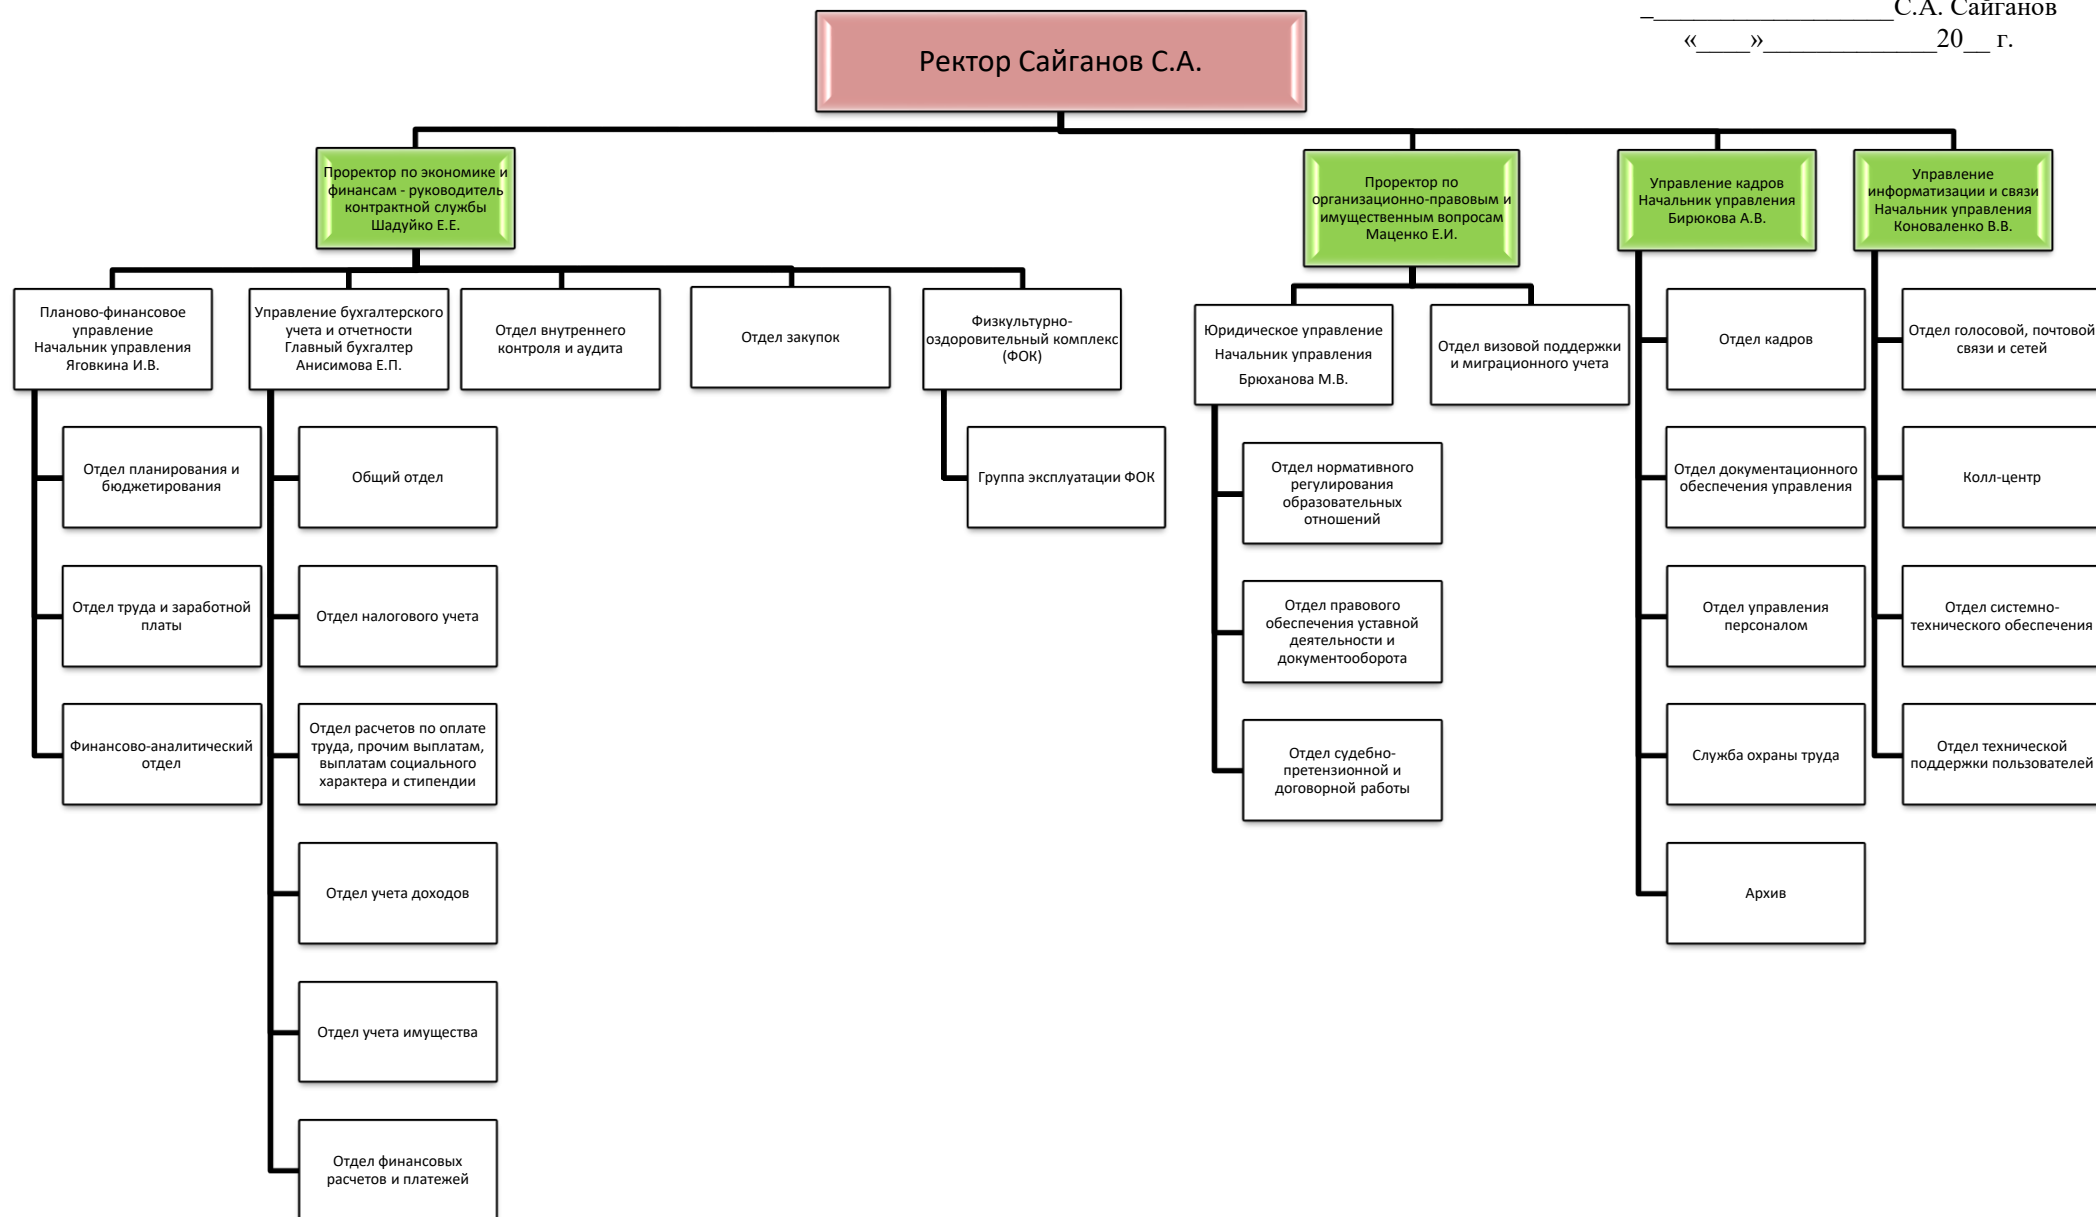 ___________________С.А. Сайганов
«____»_____________20__ г.
Ректор Сайганов С.А.
Проректор по экономике и
финансам - руководитель
контрактной службы
Шадуйко Е.Е.
Проректор по
организационно-правовым и
имущественным вопросам
Маценко Е.И.
Управление кадров
Начальник управления
Бирюкова А.В.
Управление
информатизации и связи
Начальник управления
Коноваленко В.В.
Планово-финансовое
управление
Начальник управления
Яговкина И.В.
Управление бухгалтерского
учета и отчетности
Главный бухгалтер
Анисимова Е.П.
Отдел внутреннего
контроля и аудита
Отдел закупок
Физкультурно-
оздоровительный комплекс
(ФОК)
Юридическое управление
Начальник управления
Брюханова М.В.
Отдел визовой поддержки
и миграционного учета
Отдел кадров
Отдел голосовой, почтовой
связи и сетей
Отдел планирования и
бюджетирования
Общий отдел
Группа эксплуатации ФОК
Отдел нормативного
регулирования
образовательных
отношений
Отдел документационного
обеспечения управления
Колл-центр
Отдел труда и заработной
платы
Отдел налогового учета
Отдел правового
обеспечения уставной
деятельности и
документооборота
Отдел управления
персоналом
Отдел системно-
технического обеспечения
Финансово-аналитический
отдел
Отдел расчетов по оплате
труда, прочим выплатам,
выплатам социального
характера и стипендии
Отдел судебно-
претензионной и
договорной работы
Служба охраны труда
Отдел технической
поддержки пользователей
Отдел учета доходов
Архив
Отдел учета имущества
Отдел финансовых
расчетов и платежей